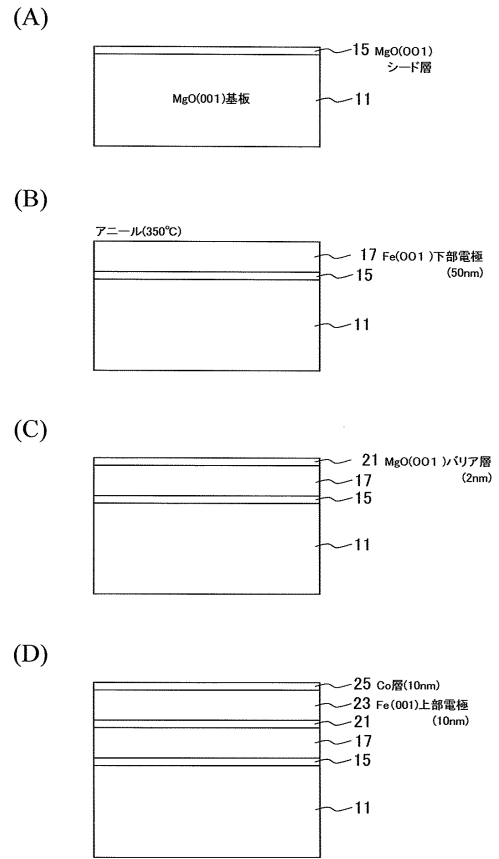 (A)
15 MgO(001)
シード層
MgO(001)基板
11
(B)
アニール(350℃)
17 Fe(001)下部電極
(50nm)
15
11
(C)
21 MgO(001)バリア層
(2nm)
17
15
11
(D)
25 Co層(10nm)
23 Fe(001)上部電極
(10nm)
21
17
15
11